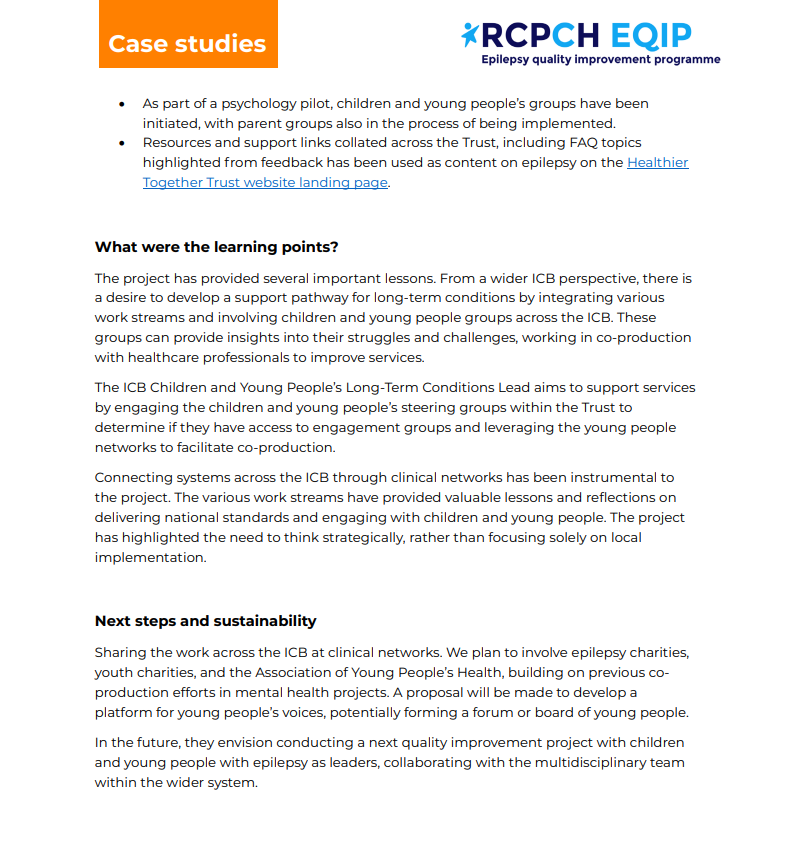 Case studies
RCPCH EQIP
Epilepsy quality improvement programme
• As part of a psychology pilot, children and young people's groups have been
initiated, with parent groups also in the process of being implemented.
• Resources and support links collated across the Trust, including FAQ topics
highlighted from feedback has been used as content on epilepsy on the Healthier
Together Trust website landing page.
What were the learning points?
The project has provided several important lessons. From a wider ICB perspective, there is
a desire to develop a support pathway for long-term conditions by integrating various
work streams and involving children and young people groups across the ICB. These
groups can provide insights into their struggles and challenges, working in co-production
with healthcare professionals to improve services.
The ICB Children and Young People's Long-Term Conditions Lead aims to support services
by engaging the children and young people's steering groups within the Trust to
determine if they have access to engagement groups and leveraging the young people
networks to facilitate co-production.
Connecting systems across the ICB through clinical networks has been instrumental to
the project. The various work streams have provided valuable lessons and reflections on
delivering national standards and engaging with children and young people. The project
has highlighted the need to think strategically, rather than focusing solely on local
implementation.
Next steps and sustainability
Sharing the work across the ICB at clinical networks. We plan to involve epilepsy charities,
youth charities, and the Association of Young People's Health, building on previous co-
production efforts in mental health projects. A proposal will be made to develop a
platform for young people's voices, potentially forming a forum or board of young people.
In the future, they envision conducting a next quality improvement project with children
and young people with epilepsy as leaders, collaborating with the multidisciplinary team
within the wider system.